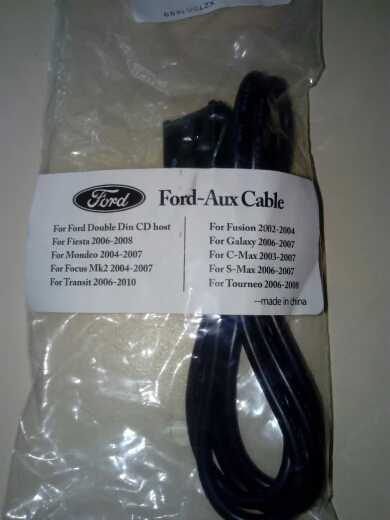 XZT001899
Ford
Ford-Aux Cable
For Ford Double Din CD host
For Fiesta 2006-2008
For Mondeo 2004-2007
For Focus Mk2 2004-2007
For Transit 2006-2010
For Fusion 2002-2004
For Galaxy 2006-2007
For C-Max 2003-2007
For S-Max 2006-2007
For Tourneo 2006-2008
--made in china